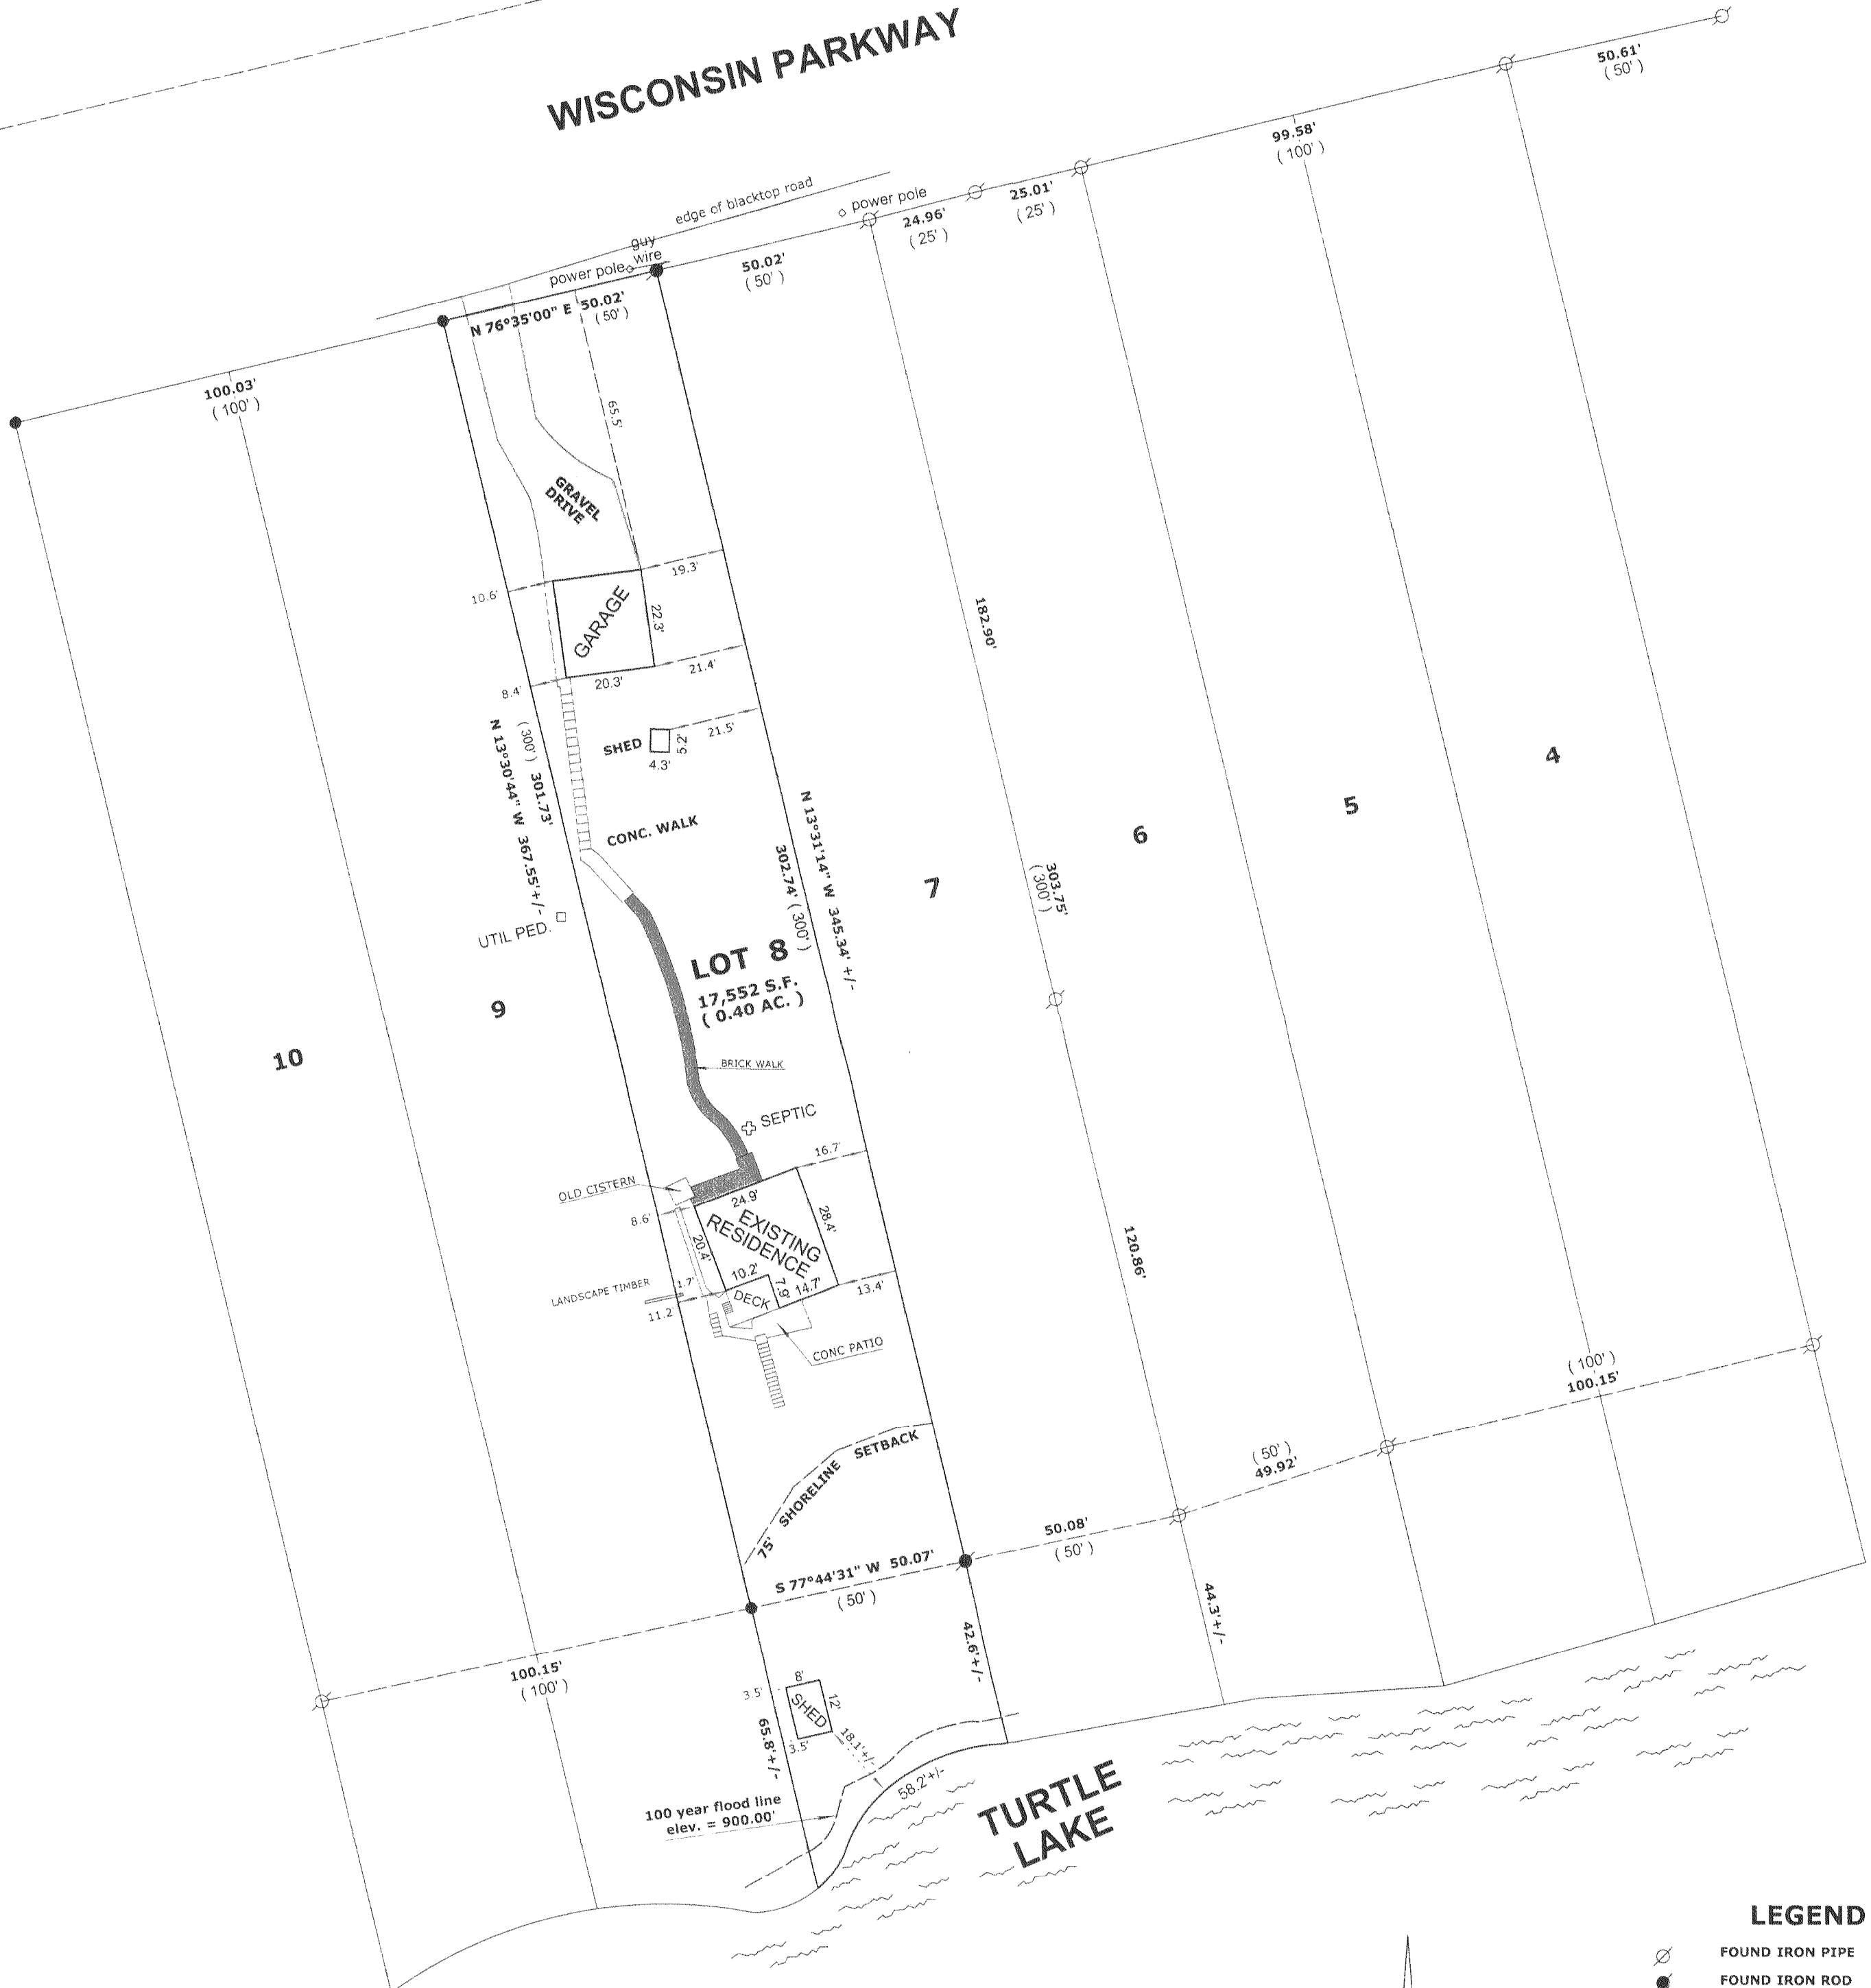 WISCONSIN PARKWAY
50.61'
( 50' )
99.58'
( 100' )
25.01'
( 25' )
24.96'
( 25' )
power pole
edge of blacktop road
guy
wire
power pole
50.02'
( 50' )
N 76°35'00" E 50.02'
( 50' )
100.03'
( 100' )
65.5'
GRAVEL
DRIVE
19.3'
10.6'
GARAGE
22.3'
21.4'
20.3'
8.4'
182.90'
SHED
5.2'
21.5'
4.3'
N 13°30'44" W 367.55'+/-
( 300' ) 301.73'
CONC. WALK
N 13°31'14" W 345.34' +/-
302.74' ( 300' )
303.75'
( 300' )
4
5
6
7
UTIL PED.
LOT 8
17,552 S.F.
( 0.40 AC. )
9
10
BRICK WALK
SEPTIC
16.7'
OLD CISTERN
24.9'
8.6'
EXISTING
RESIDENCE
28.4'
20.4'
120.86'
LANDSCAPE TIMBER
1.7'
10.2'
7.9'
14.7'
DECK
13.4'
11.2'
CONC PATIO
( 100' )
100.15'
75' SHORELINE SETBACK
( 50' )
49.92'
50.08'
( 50' )
S 77°44'31" W 50.07'
( 50' )
44.3'+/-
42.6'+/-
100.15'
( 100' )
8'
3.5'
SHED
12'
3.5'
18.1'+/-
65.8'+/-
58.2'+/-
100 year flood line
elev. = 900.00'
TURTLE
LAKE
LEGEND
FOUND IRON PIPE
FOUND IRON ROD